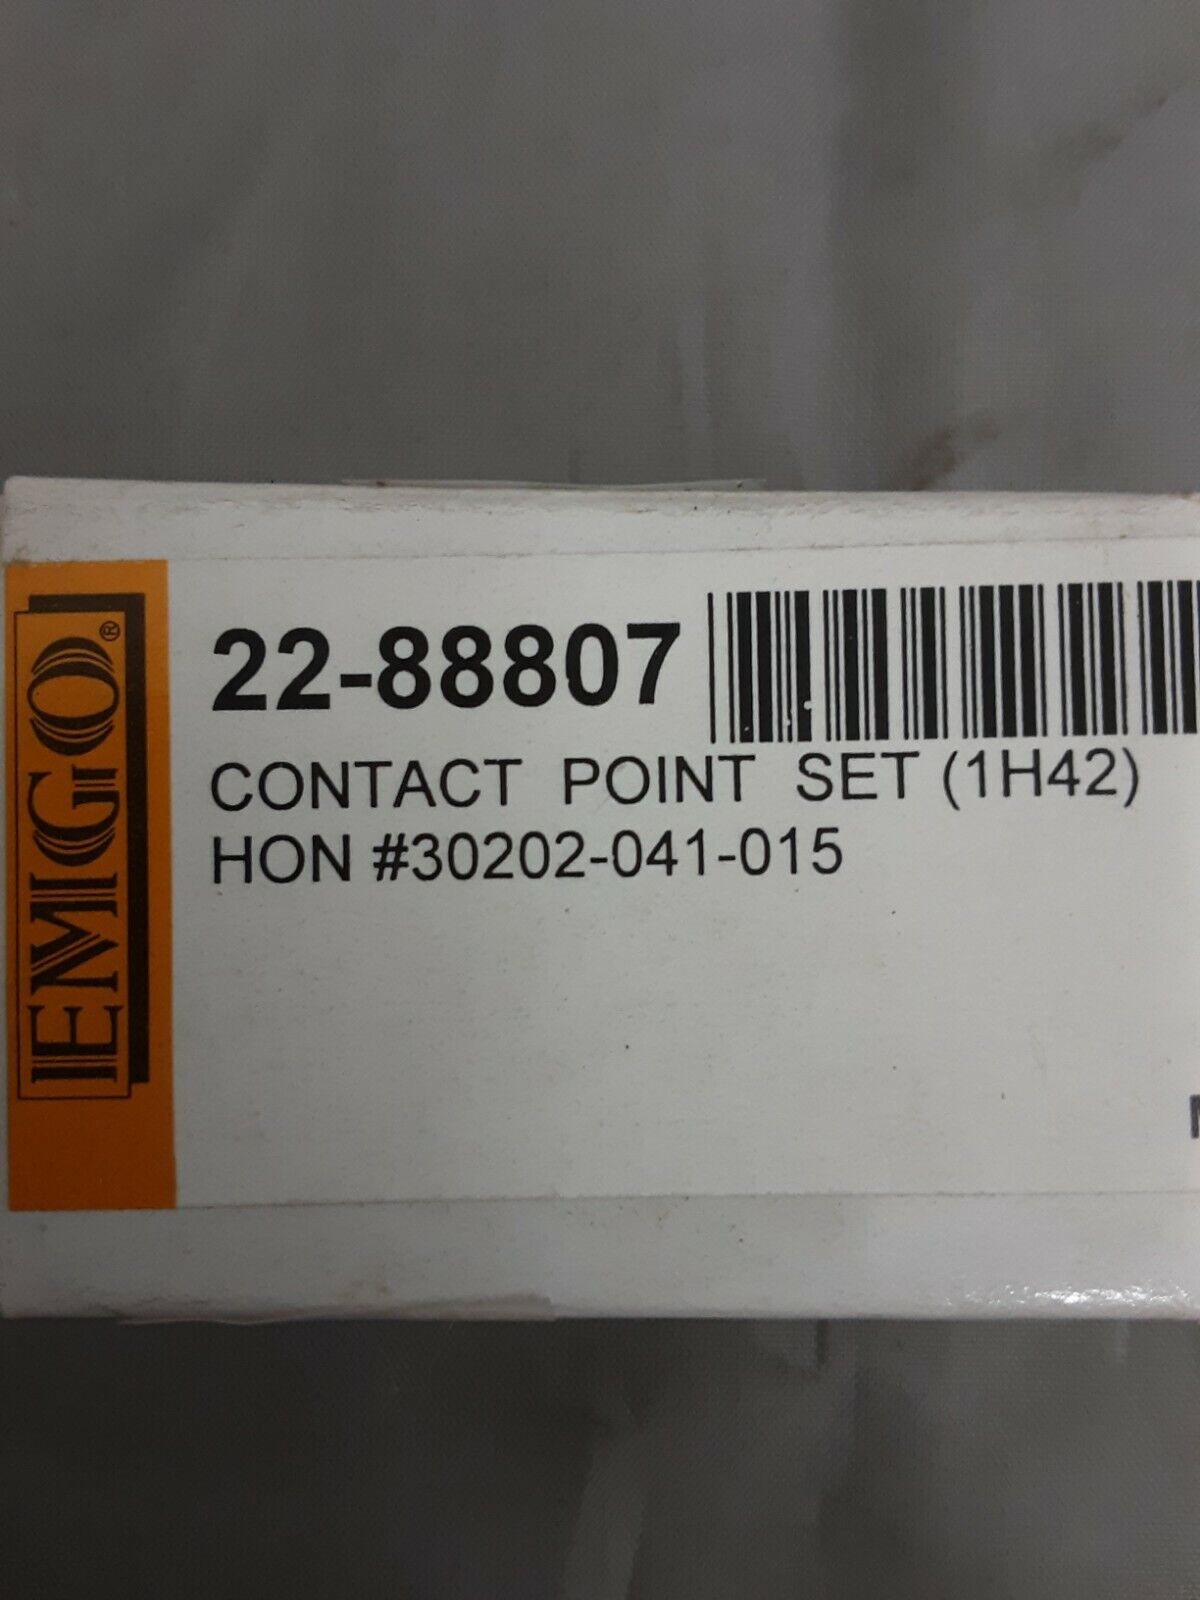 EMGO®
22-88807
CONTACT POINT SET (1H42)
HON #30202-041-015